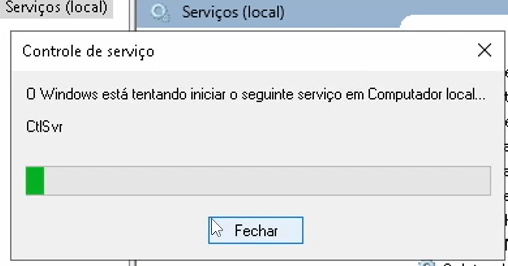 Serviços (local)
Serviços (local)
Controle de serviço
O Windows está tentando iniciar o seguinte serviço em Computador local...
CtlSvr
Fechar